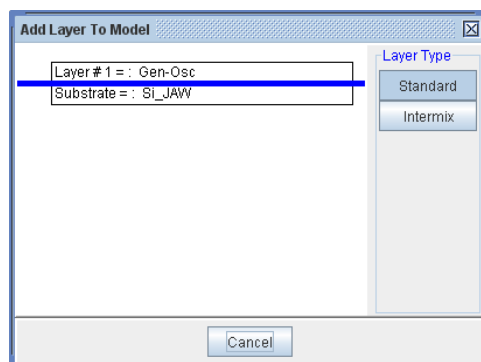 Add Layer To Model
Layer Type
Layer # 1 = : Gen-Osc
Substrate = : Si_JAW
Standard
Intermix
Cancel